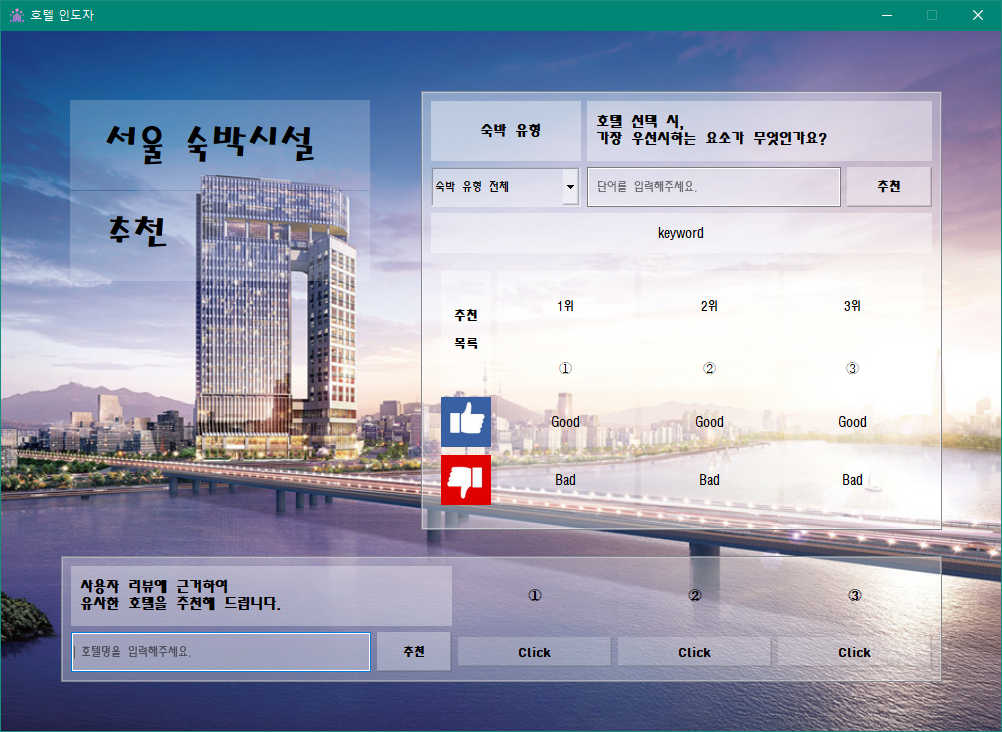 호텔 인도자
서울 숙박시설
추천
숙박 유형
호텔 선택 시,
가장 우선시하는 요소가 무엇인가요?
숙박 유형 전체
단어를 입력해주세요.
추천
keyword
추천
목록
1위
2위
3위
①
②
③
Good
Good
Good
Bad
Bad
Bad
사용자 리뷰에 근거하여
유사한 호텔을 추천해 드립니다.
①
②
③
호텔명을 입력해주세요.
추천
Click
Click
Click